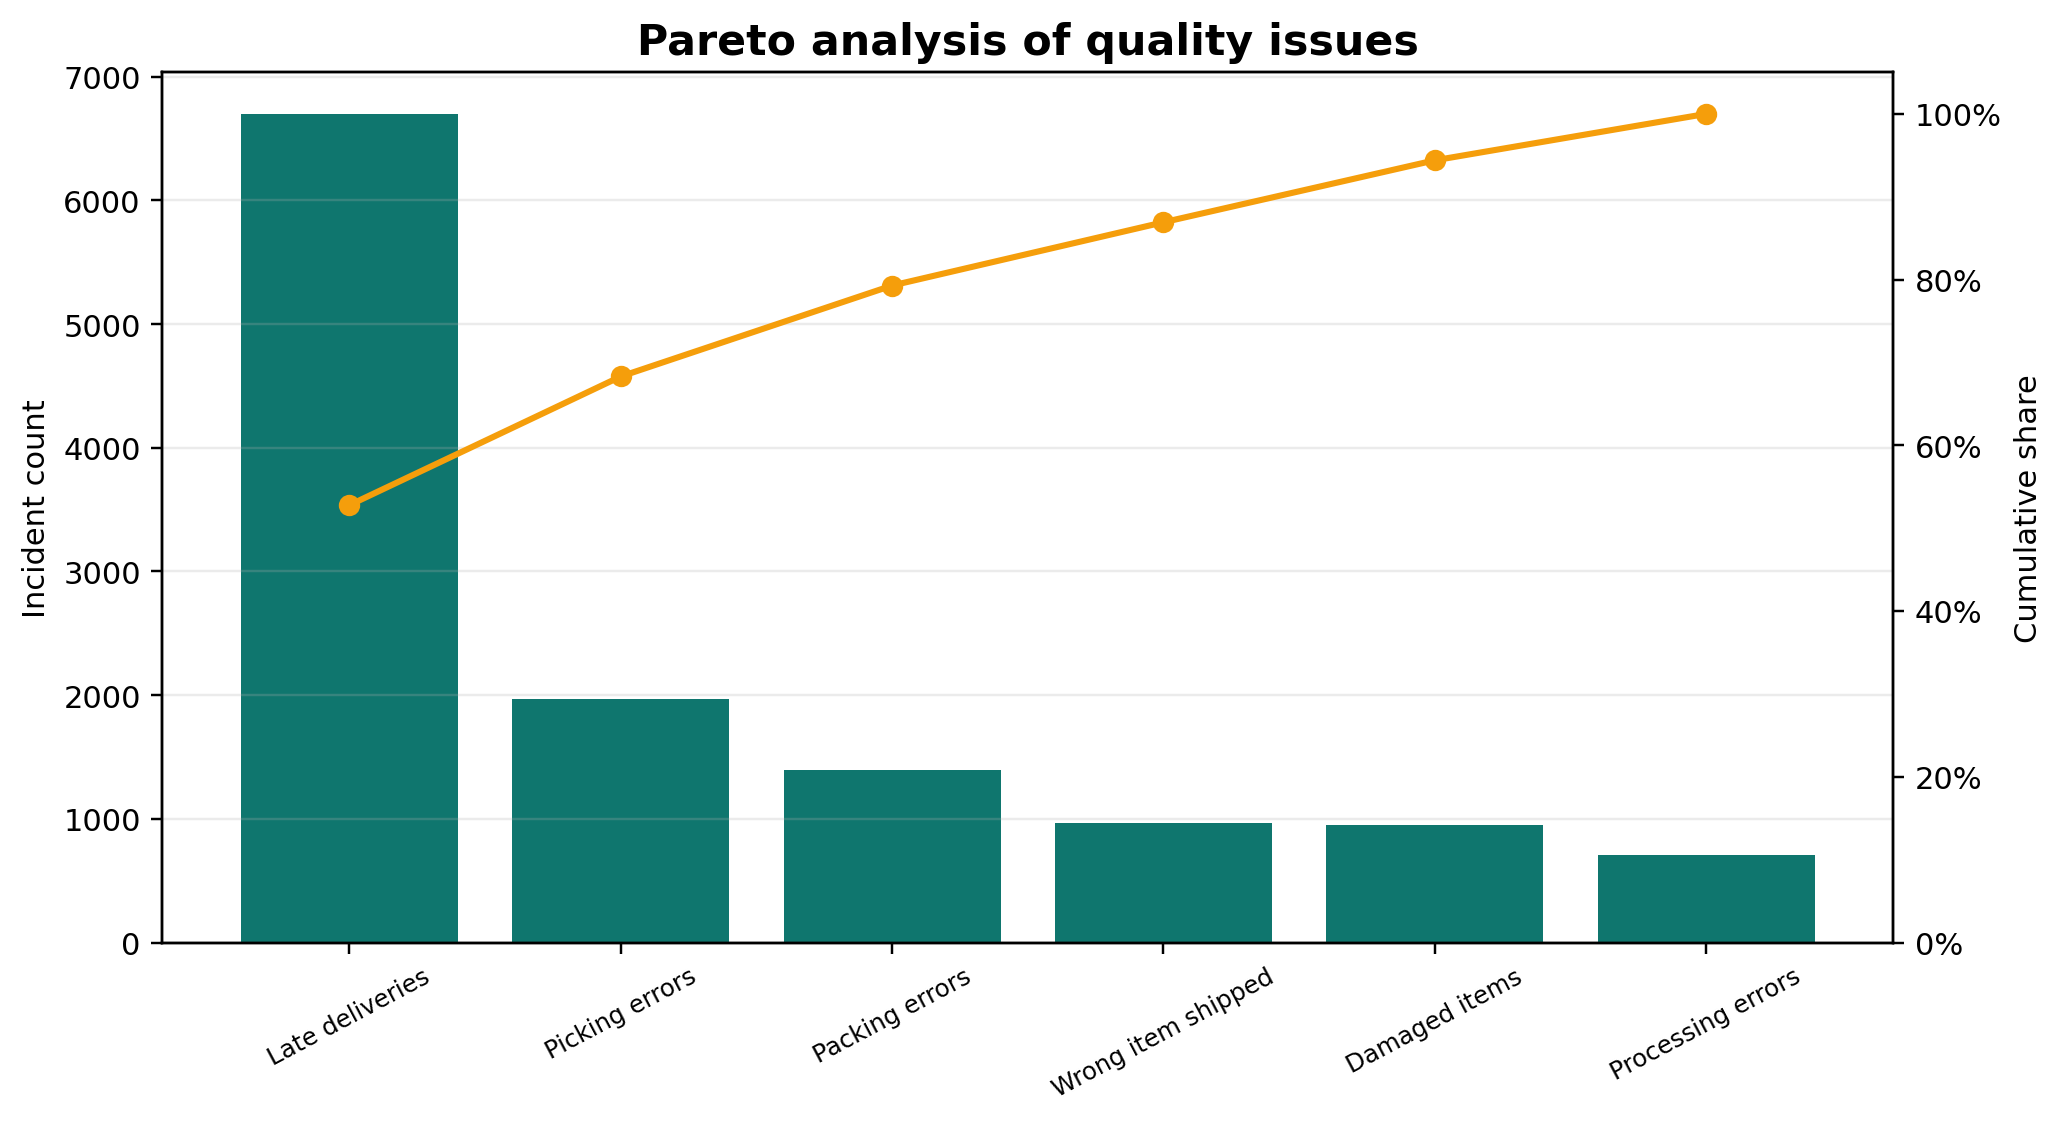 Pareto analysis of quality issues
7000
6000
5000
4000
3000
2000
1000
0
Incident count
100%
80%
60%
40%
20%
0%
Cumulative share
Late deliveries
Picking errors
Packing errors
Wrong item shipped
Damaged items
Processing errors